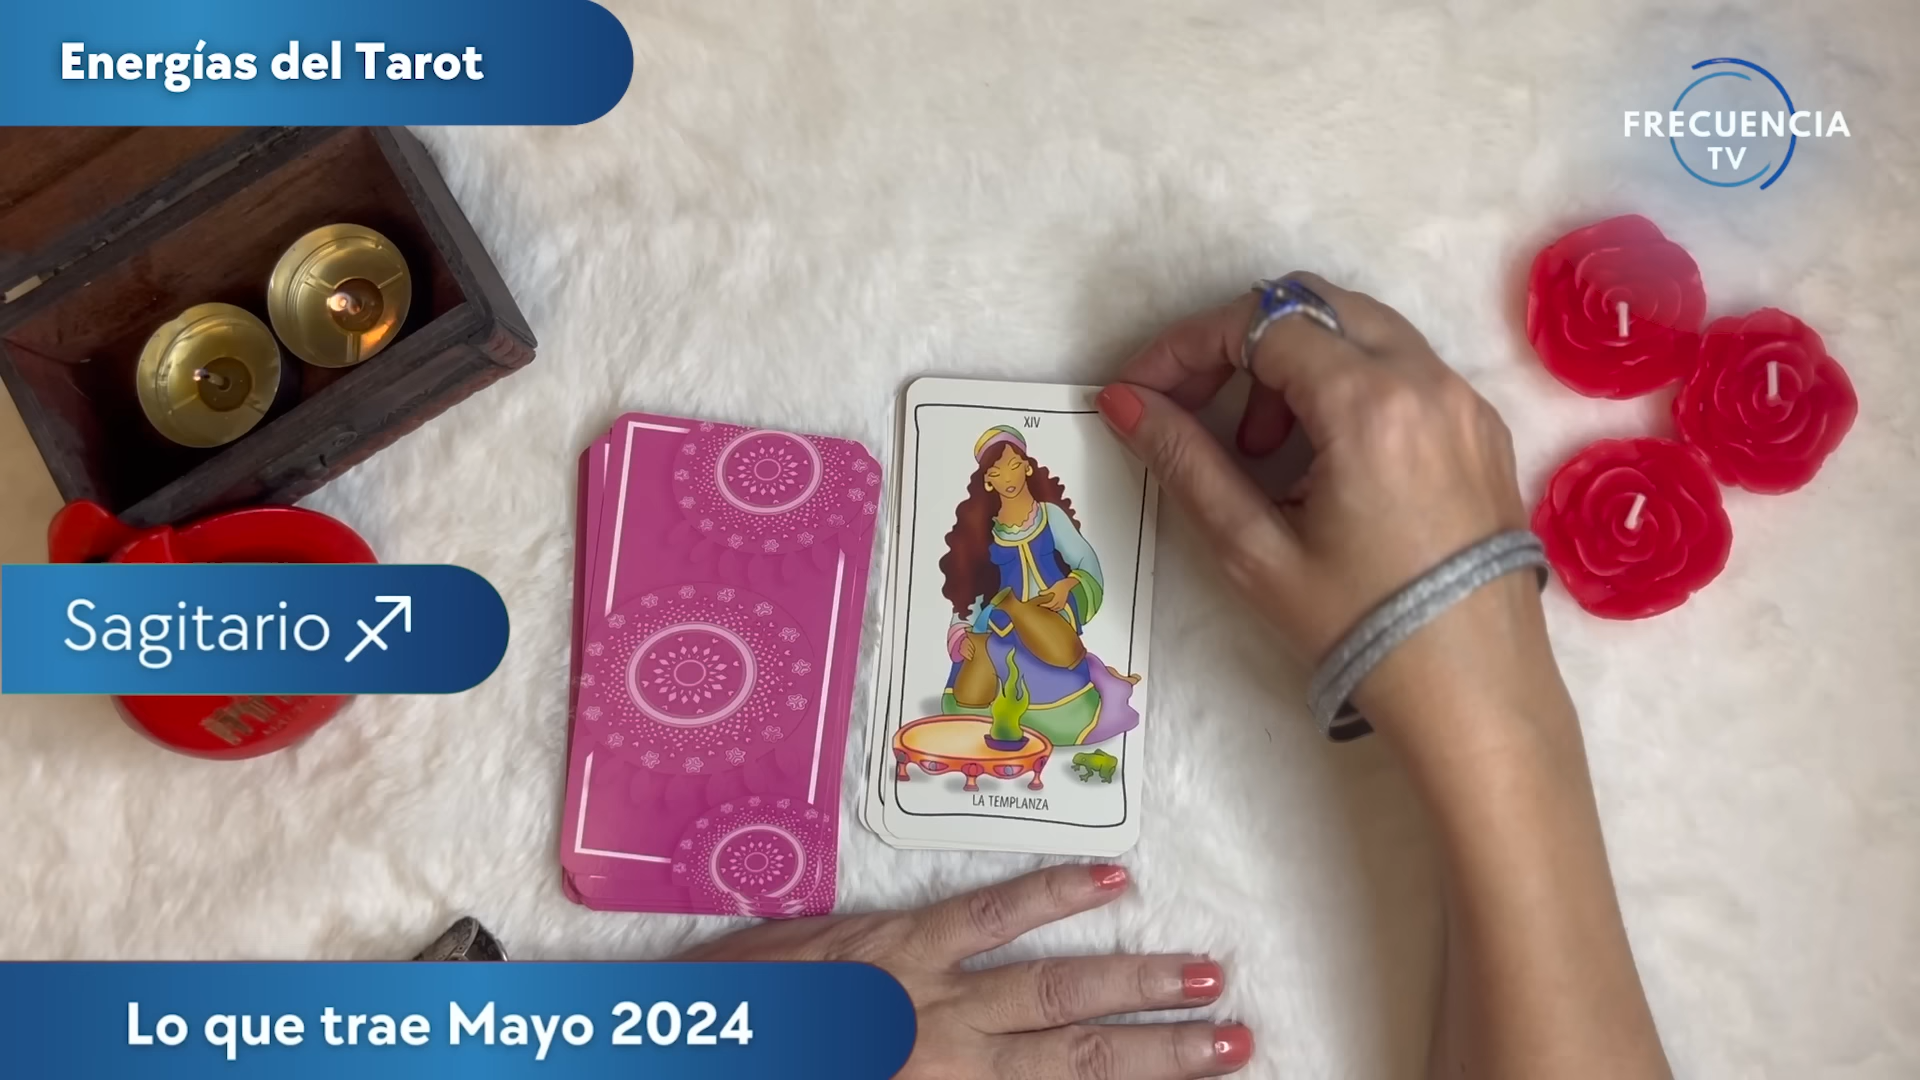 Energías del Tarot
FRECUENCIA
TV
XIV
Sagitario ♐
LA TEMPLANZA
Lo que trae Mayo 2024